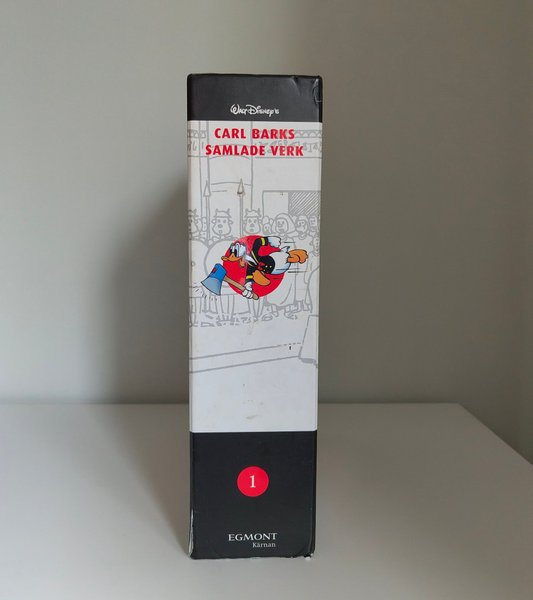 Walt Disney's
CARL BARKS
SAMLADE VERK
1
EGMONT
Kärnan